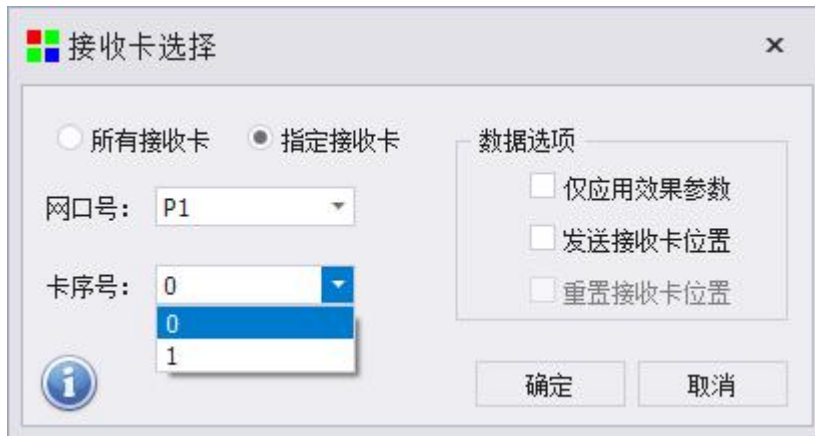 接收卡选择
所有接收卡 指定接收卡
网口号： P1
卡序号： 0
0
1
数据选项
仅应用效果参数
发送接收卡位置
重置接收卡位置
确定 取消